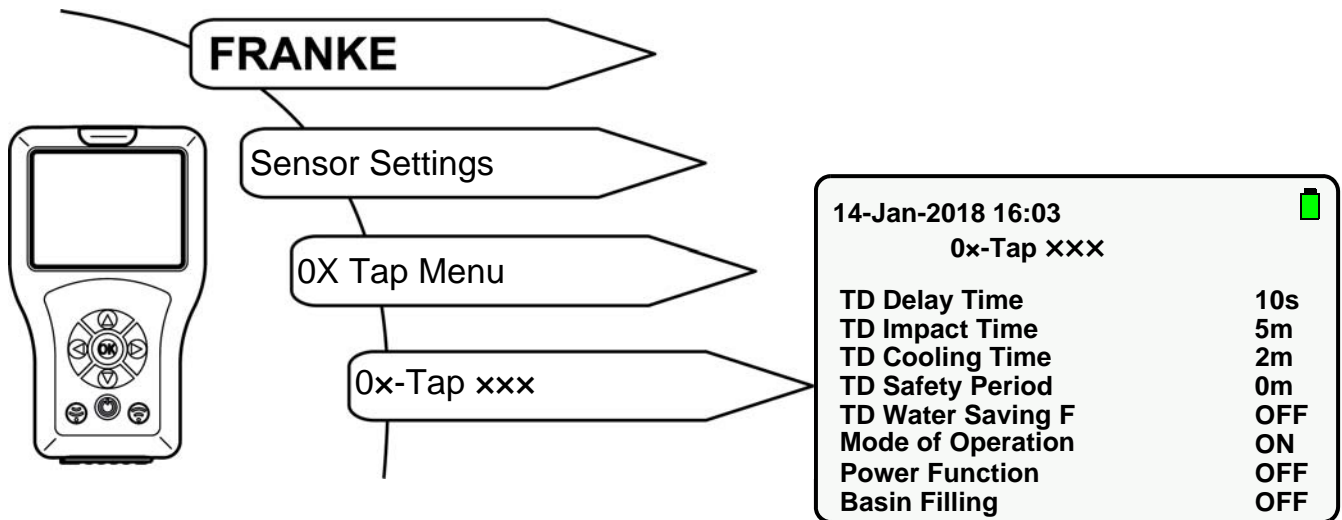 FRANKE
Sensor Settings
0X Tap Menu
0×-Tap ×××
14-Jan-2018 16:03
0×-Tap ×××
TD Delay Time 10s
TD Impact Time 5m
TD Cooling Time 2m
TD Safety Period 0m
TD Water Saving F OFF
Mode of Operation ON
Power Function OFF
Basin Filling OFF
OK